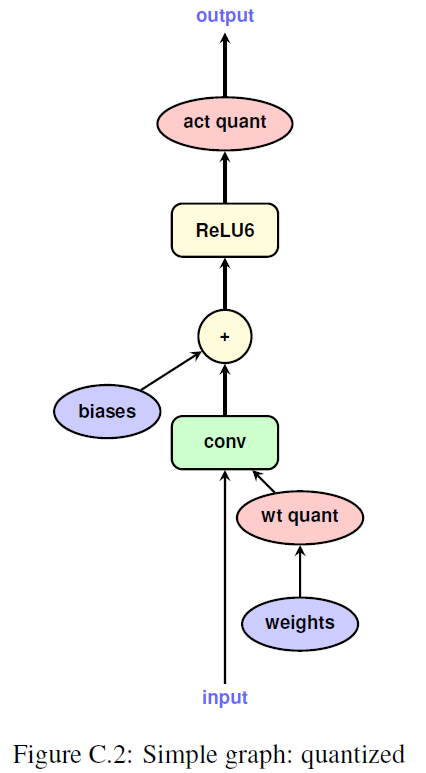 output
act quant
ReLU6
+
biases
conv
wt quant
weights
input
Figure C.2: Simple graph: quantized